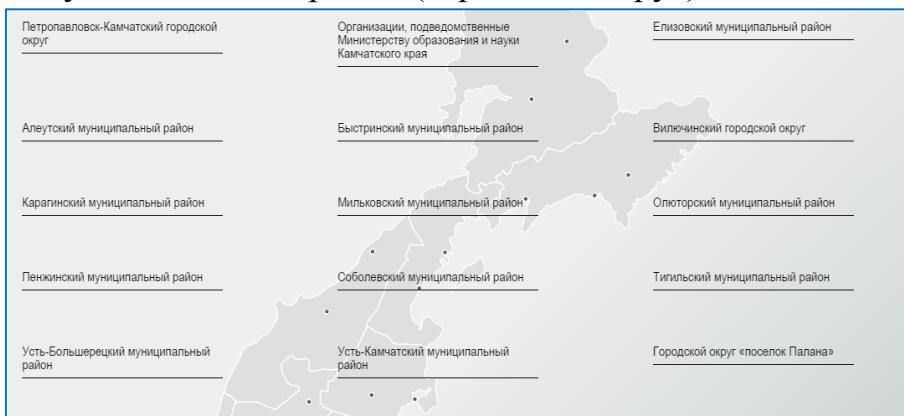 Петропавловск-Камчатский городской
округ
Организации, подведомственные
Министерству образования и науки
Камчатского края
Елизовский муниципальный район
Алеутский муниципальный район
Быстринский муниципальный район
Вилючинский городской округ
Карагинский муниципальный район
Мильковский муниципальный район
Олюторский муниципальный район
Пенжинский муниципальный район
Соболевский муниципальный район
Тигильский муниципальный район
Усть-Большерецкий муниципальный
район
Усть-Камчатский муниципальный
район
Городской округ «поселок Палана»